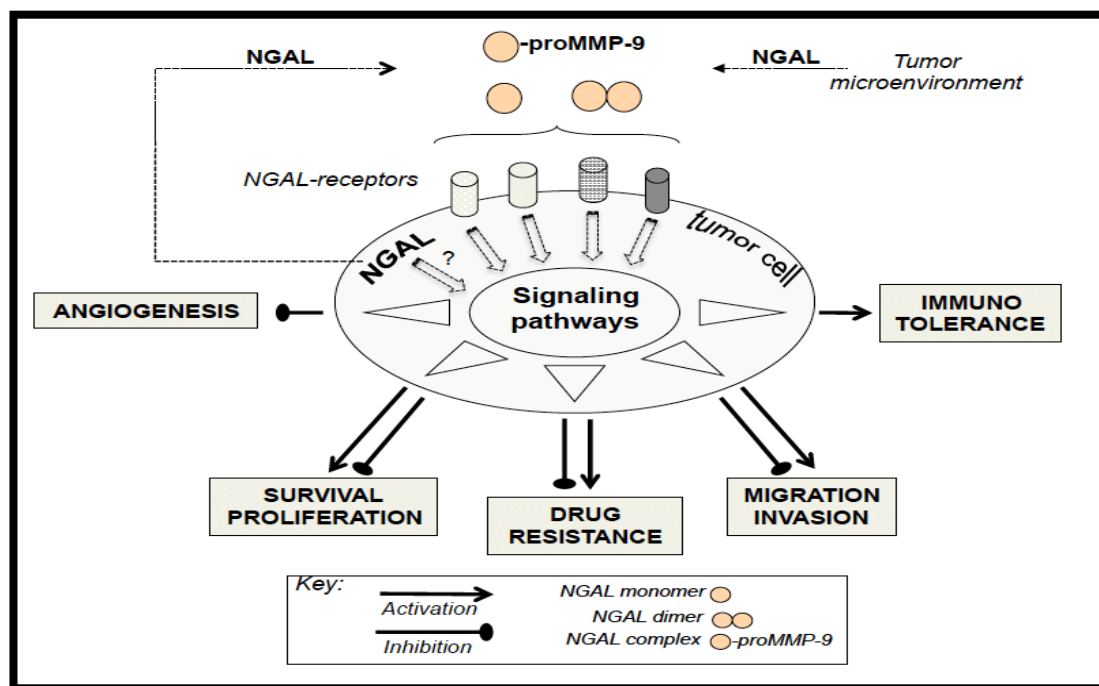 -proMMP-9
NGAL
NGAL
Tumor
microenvironment
NGAL-receptors
NGAL
?
tumor cell
Signaling
pathways
ANGIOGENESIS
IMMUNO
TOLERANCE
SURVIVAL
PROLIFERATION
DRUG
RESISTANCE
MIGRATION
INVASION
Key:
Activation
Inhibition
NGAL monomer
NGAL dimer
NGAL complex -proMMP-9